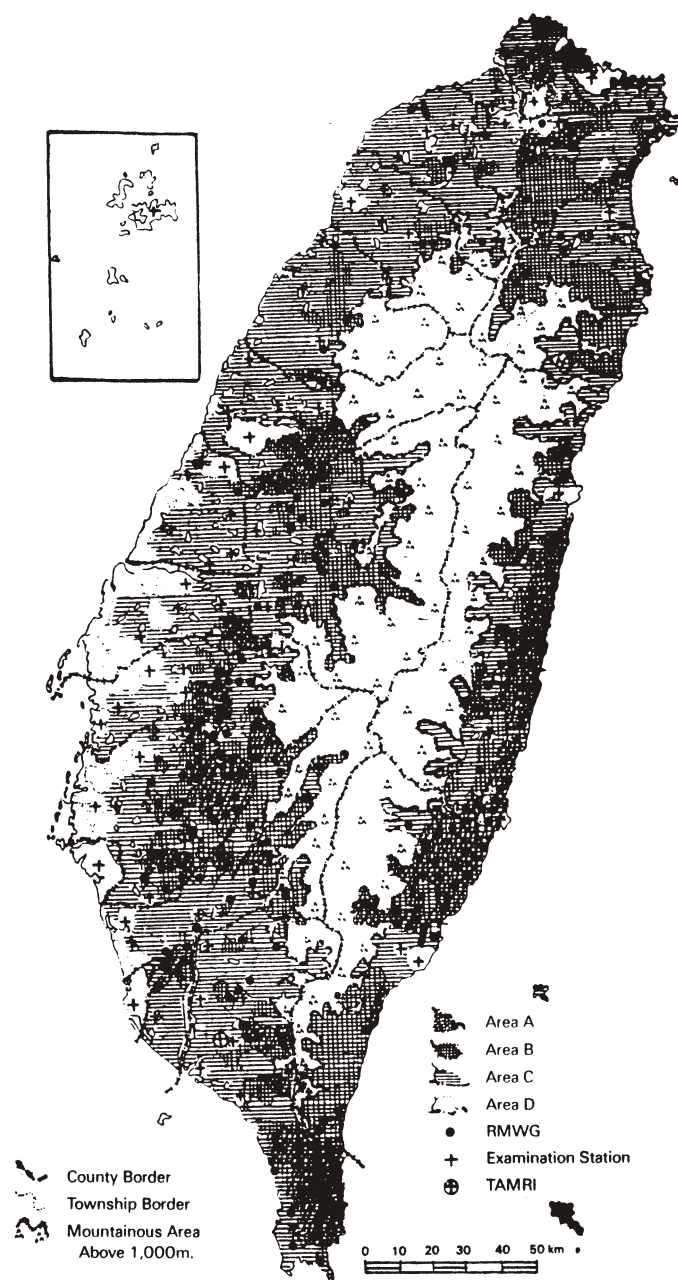 Area A
Area B
Area C
Area D
RMWG
Examination Station
TAMRI
County Border
Township Border
Mountainous Area
Above 1,000m.
0 10 20 30 40 50 km